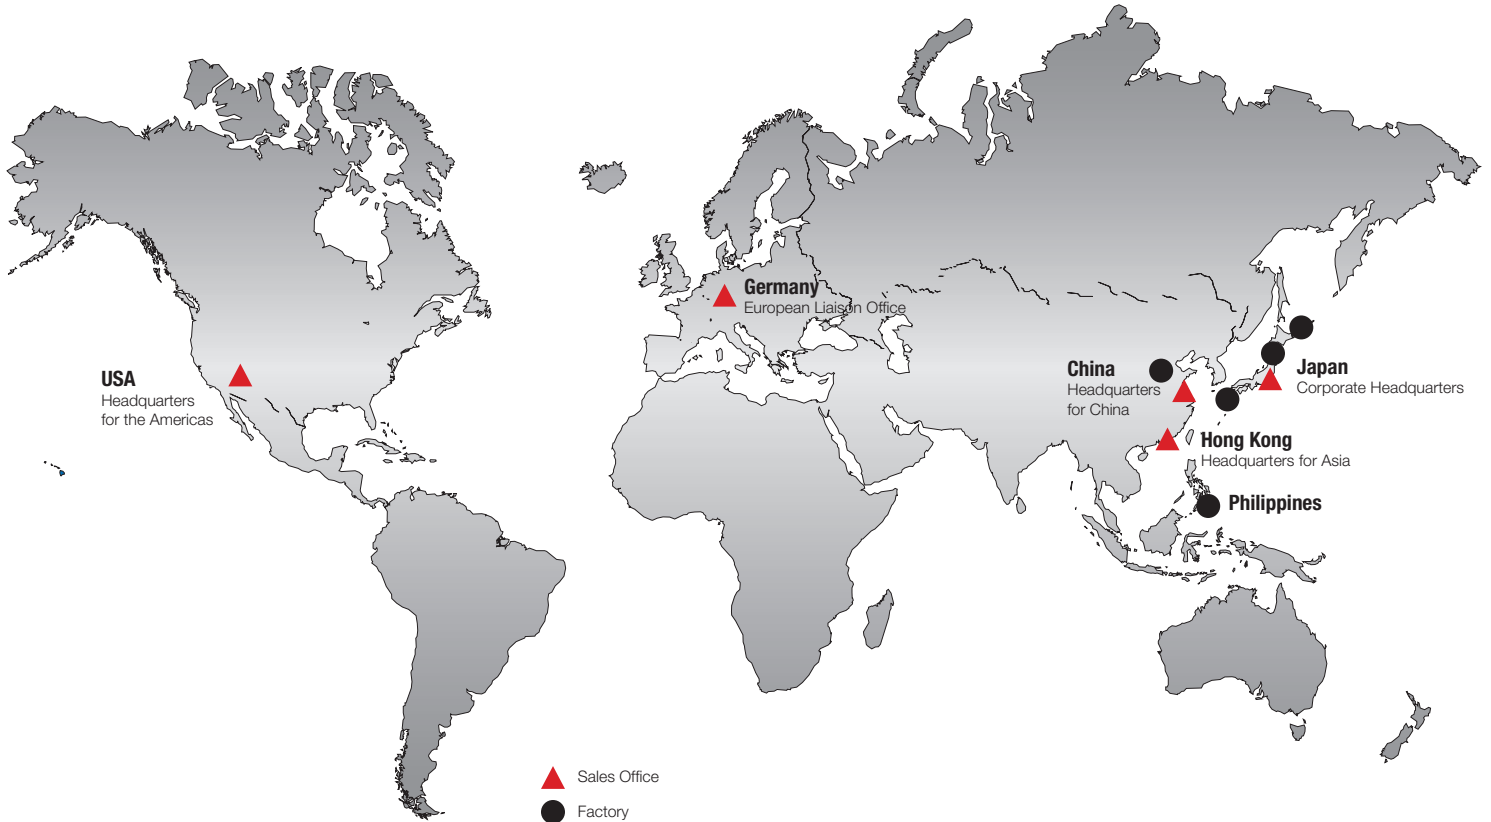 Germany
European Liaison Office
USA
Headquarters
for the Americas
China
Headquarters
for China
Japan
Corporate Headquarters
Hong Kong
Headquarters for Asia
Philippines
Sales Office
Factory